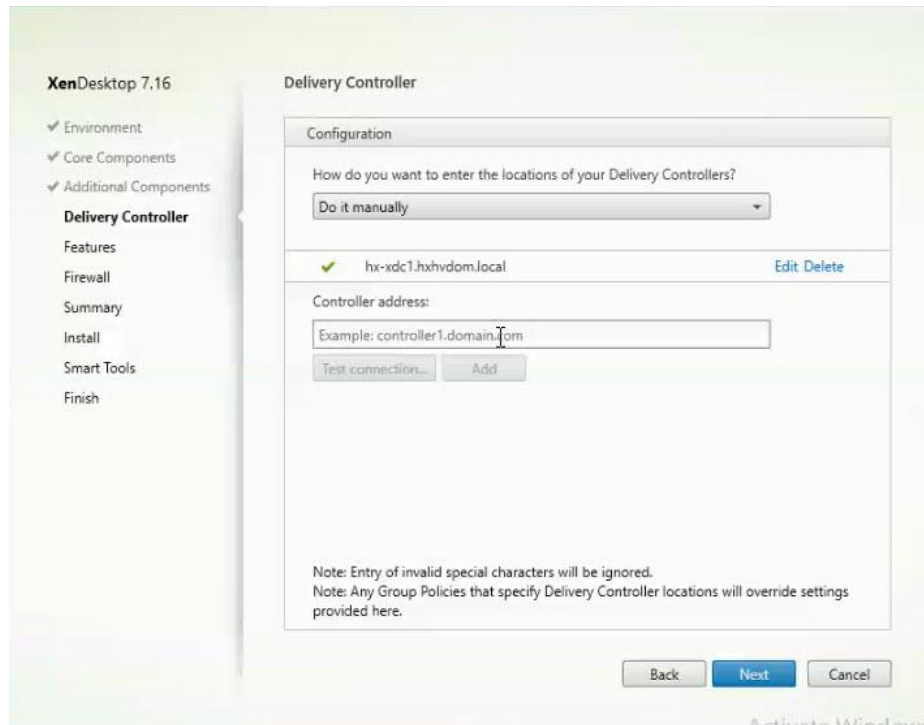 XenDesktop 7.16
Environment
Core Components
Additional Components
Delivery Controller
Features
Firewall
Summary
Install
Smart Tools
Finish
Delivery Controller
Configuration
How do you want to enter the locations of your Delivery Controllers?
Do it manually
hx-xdc1.hxhvdom.local
Edit Delete
Controller address:
Example: controller1.domain.com
Test connection... Add
Note: Entry of invalid special characters will be ignored.
Note: Any Group Policies that specify Delivery Controller locations will override settings
provided here.
Back Next Cancel